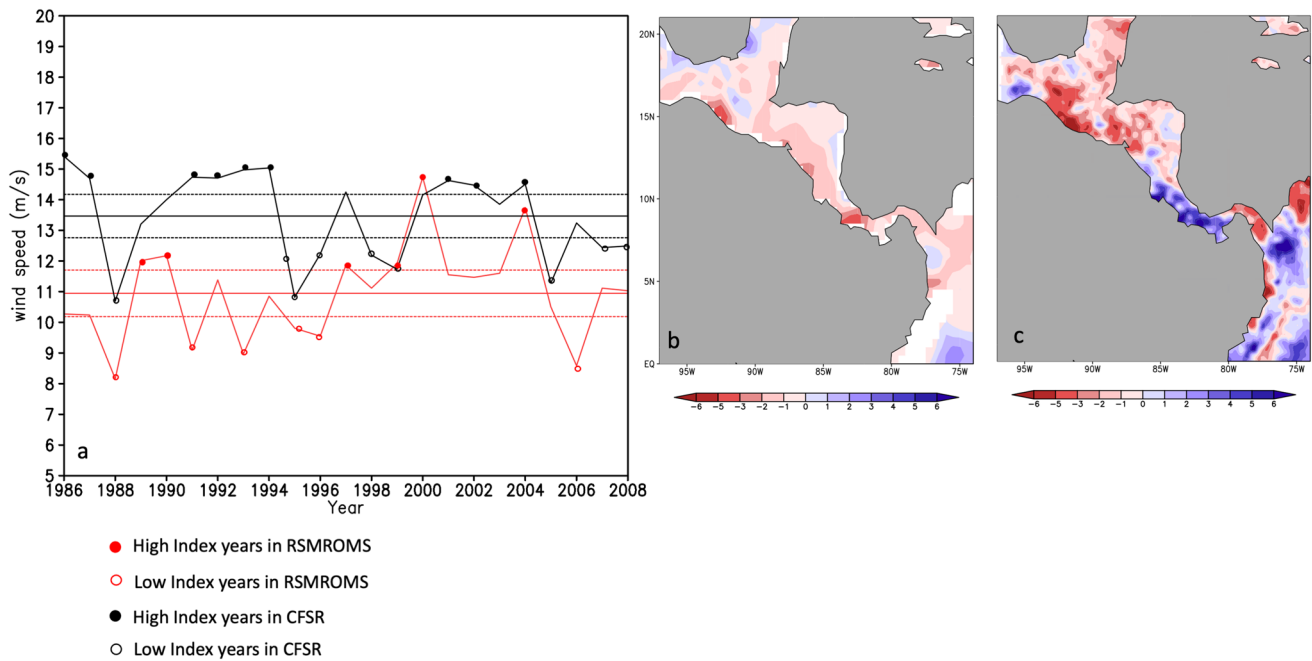 20
19
18
17
16
15
14
13
12
11
10
9
8
7
6
5
wind speed (m/s)
a
1986 1988 1990 1992 1994 1996 1998 2000 2002 2004 2006 2008
Year
High Index years in RSMROMS
Low Index years in RSMROMS
High Index years in CFSR
Low Index years in CFSR
20N
15N
10N
5N
EQ
b
95W 90W 85W 80W 75W
-6 -5 -3 -2 -1 0 1 2 3 5 6
c
95W 90W 85W 80W 75W
-6 -5 -3 -2 -1 0 1 2 3 5 6